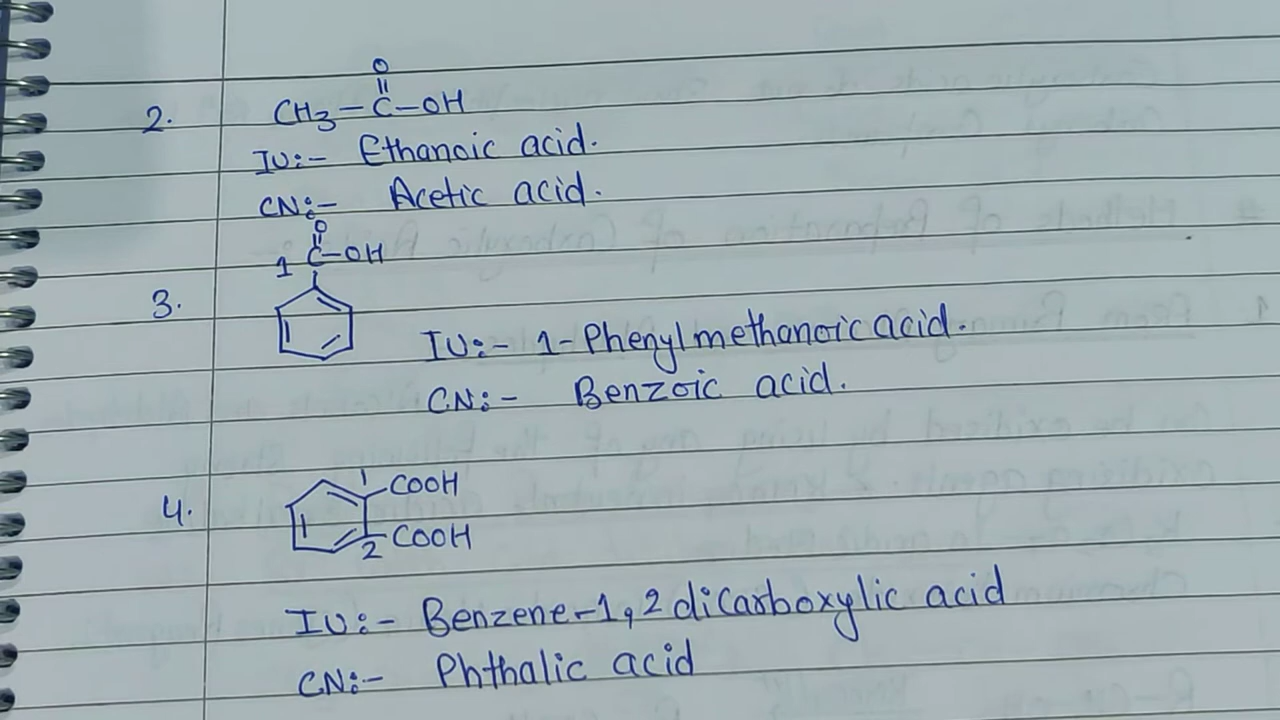 2. CH3-C-OH
O
IU:- Ethanoic acid.
CN:- Acetic acid.
O
1 C-OH
3.
IU:- 1-Phenylmethanoic acid.
CN:- Benzoic acid.
1 COOH
4.
2 COOH
IU:- Benzene-1,2 dicarboxylic acid
CN:- Phthalic acid